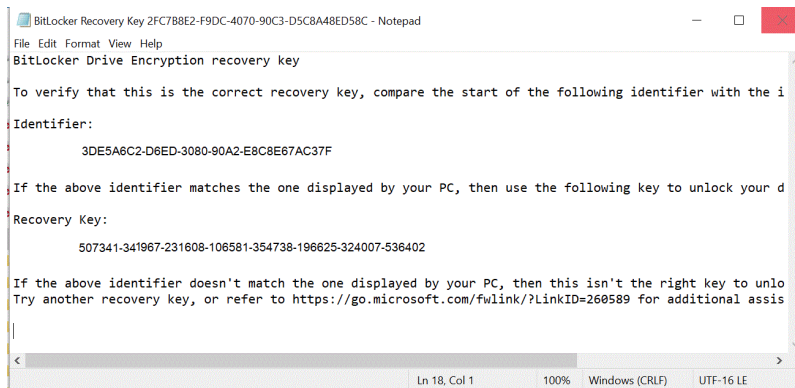 BitLocker Recovery Key 2FC7B8E2-F9DC-4070-90C3-D5C8A48ED58C - Notepad
File Edit Format View Help
BitLocker Drive Encryption recovery key
To verify that this is the correct recovery key, compare the start of the following identifier with the i
Identifier:
3DE5A6C2-D6ED-3080-90A2-E8C8E67AC37F
If the above identifier matches the one displayed by your PC, then use the following key to unlock your d
Recovery Key:
507341-341967-231608-106581-354738-196625-324007-536402
If the above identifier doesn't match the one displayed by your PC, then this isn't the right key to unlo
Try another recovery key, or refer to https://go.microsoft.com/fwlink/?LinkID=260589 for additional assis
Ln 18, Col 1 100% Windows (CRLF) UTF-16 LE